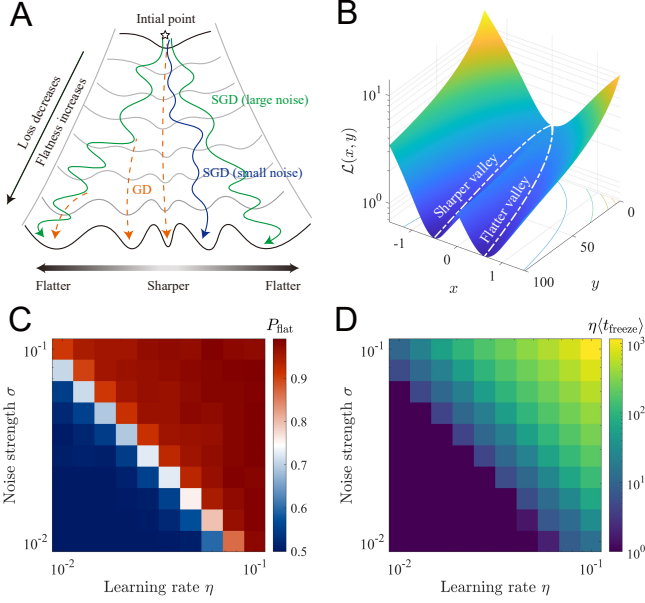 A
Intial point
Loss decreases
Flatness increases
SGD (large noise)
SGD (small noise)
GD
Flatter
Sharper
Flatter
B
10¹
10⁰
ℒ(x, y)
Sharper valley
Flatter valley
-1
0
1
x
0
50
100
y
C
P_flat
10⁻¹
10⁻²
Noise strength σ
10⁻²
10⁻¹
Learning rate η
0.9
0.8
0.7
0.6
0.5
D
η⟨t_freeze⟩
10⁻¹
10⁻²
Noise strength σ
10⁻²
10⁻¹
Learning rate η
10³
10²
10¹
10⁰